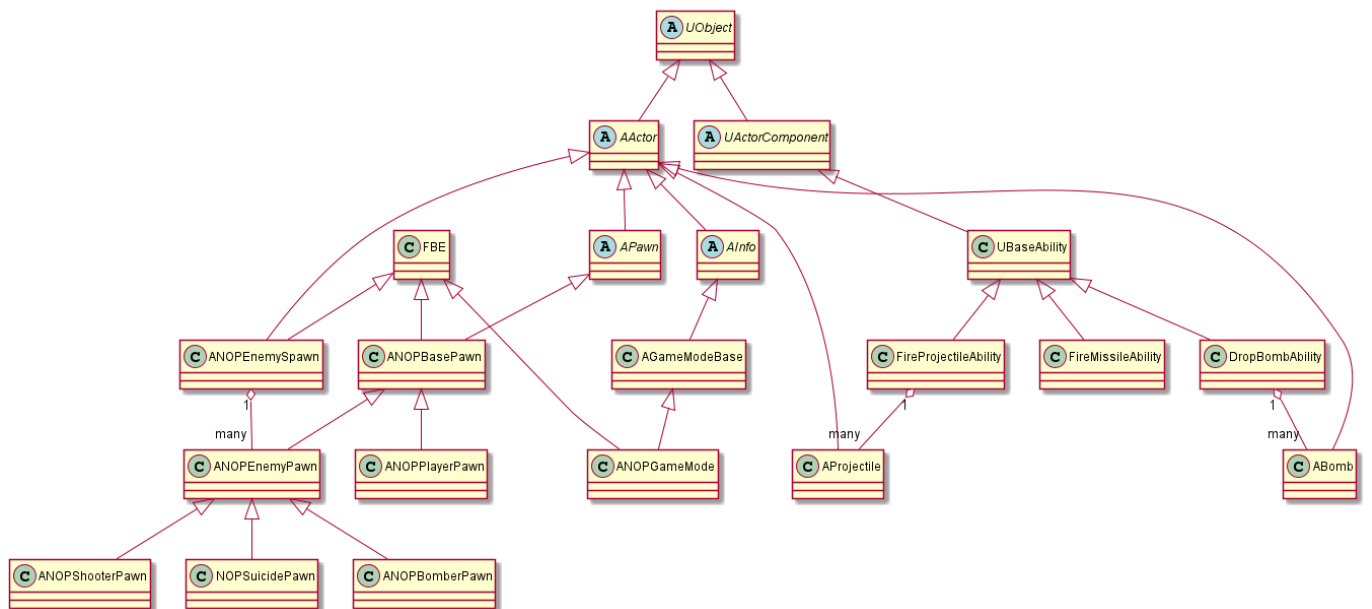 A UObject
A AActor
A UActorComponent
C FBE
A APawn
A AInfo
C UBaseAbility
C ANOPEnemySpawn
C ANOPBasePawn
C AGameModeBase
C FireProjectileAbility
C FireMissileAbility
C DropBombAbility
1
1
1
many
many
many
C ANOPEnemyPawn
C ANOPPlayerPawn
C ANOPGameMode
C AProjectile
C ABomb
C ANOPShooterPawn
C NOPSuicidePawn
C ANOPBomberPawn